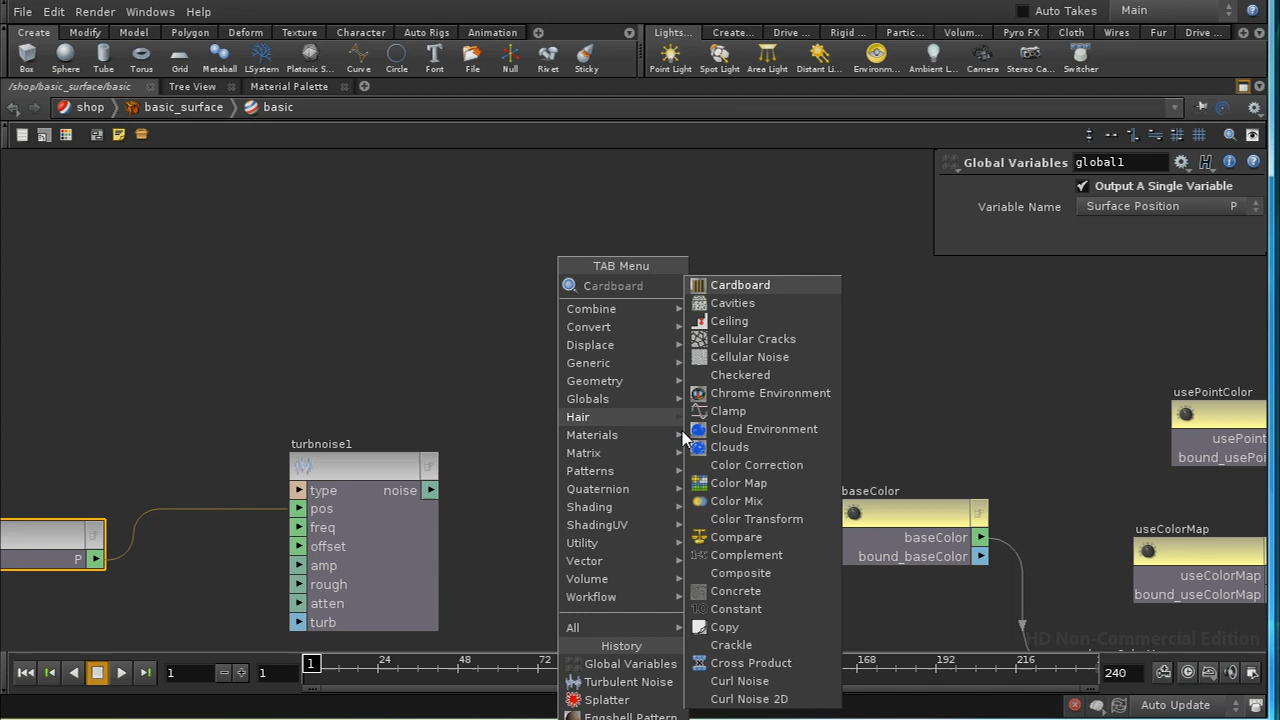 File Edit Render Windows Help Auto Takes Main
Create Modify Model Polygon Deform Texture Character Auto Rigs Animation Lights... Create... Drive ... Rigid ... Partic... Volum... Pyro FX Cloth Wires Fur Drive ...
Box Sphere Tube Torus Grid Metaball LSystem Platonic S... Curve Circle Font File Null Rivet Sticky Point Light Spot Light Area Light Distant Li... Environm... Ambient L... Camera Stereo Ca... Switcher
/shop/basic_surface/basic Tree View Material Palette
shop basic_surface basic
Global Variables global1
Output A Single Variable
Variable Name Surface Position P
TAB Menu
Cardboard
Combine
Convert
Displace
Generic
Geometry
Globals
Hair
Materials
Matrix
Patterns
Quaternion
Shading
ShadingUV
Utility
Vector
Volume
Workflow
All
History
Global Variables
Turbulent Noise
Splatter
Eggshell Pattern
Cardboard
Cavities
Ceiling
Cellular Cracks
Cellular Noise
Checkered
Chrome Environment
Clamp
Cloud Environment
Clouds
Color Correction
Color Map
Color Mix
Color Transform
Compare
Complement
Composite
Concrete
Constant
Copy
Crackle
Cross Product
Curl Noise
Curl Noise 2D
P
turbnoise1
type noise
pos
freq
offset
amp
rough
atten
turb
baseColor
baseColor
bound_baseColor
usePointColor
usePoint
bound_usePoi
useColorMap
useColorMap
bound_useColorMap
HD Non-Commercial Edition
1 1 1 24 48 72 168 192 216 240
Auto Update